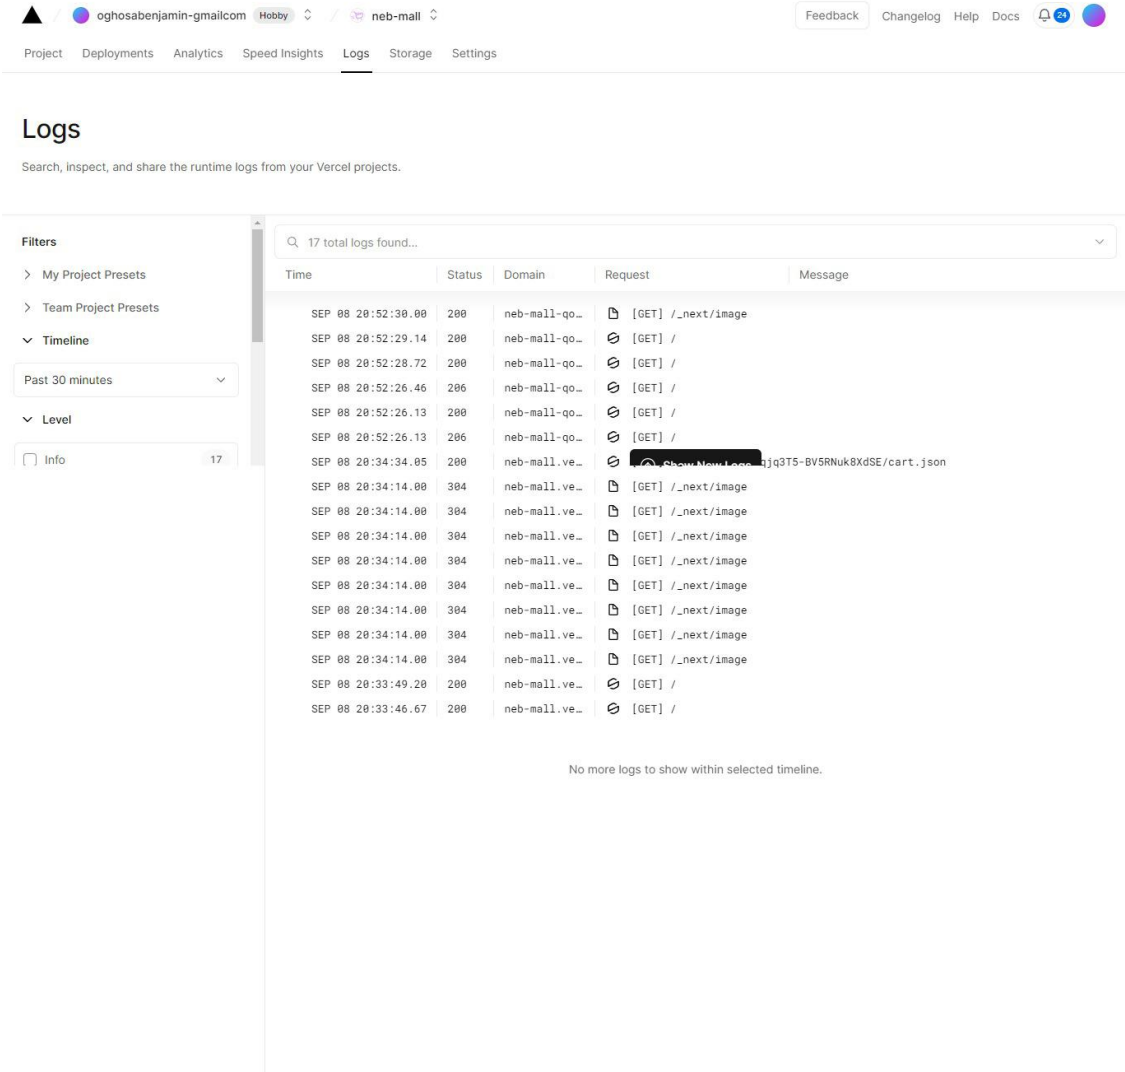 oghosabenjamin-gmailcom Hobby neb-mall Feedback Changelog Help Docs 24
Project Deployments Analytics Speed Insights Logs Storage Settings
Logs
Search, inspect, and share the runtime logs from your Vercel projects.
Filters
My Project Presets
Team Project Presets
Timeline
Past 30 minutes
Level
Info 17
17 total logs found...
Time Status Domain Request Message
SEP 08 20:52:30.00 200 neb-mall-qo… [GET] /_next/image
SEP 08 20:52:29.14 200 neb-mall-qo… [GET] /
SEP 08 20:52:28.72 200 neb-mall-qo… [GET] /
SEP 08 20:52:26.46 206 neb-mall-qo… [GET] /
SEP 08 20:52:26.13 200 neb-mall-qo… [GET] /
SEP 08 20:52:26.13 206 neb-mall-qo… [GET] /
SEP 08 20:34:34.05 200 neb-mall.ve… Show New Logs qjq3T5-BV5RNuk8XdSE/cart.json
SEP 08 20:34:14.00 304 neb-mall.ve… [GET] /_next/image
SEP 08 20:34:14.00 304 neb-mall.ve… [GET] /_next/image
SEP 08 20:34:14.00 304 neb-mall.ve… [GET] /_next/image
SEP 08 20:34:14.00 304 neb-mall.ve… [GET] /_next/image
SEP 08 20:34:14.00 304 neb-mall.ve… [GET] /_next/image
SEP 08 20:34:14.00 304 neb-mall.ve… [GET] /_next/image
SEP 08 20:34:14.00 304 neb-mall.ve… [GET] /_next/image
SEP 08 20:34:14.00 304 neb-mall.ve… [GET] /_next/image
SEP 08 20:33:49.20 200 neb-mall.ve… [GET] /
SEP 08 20:33:46.67 200 neb-mall.ve… [GET] /
No more logs to show within selected timeline.